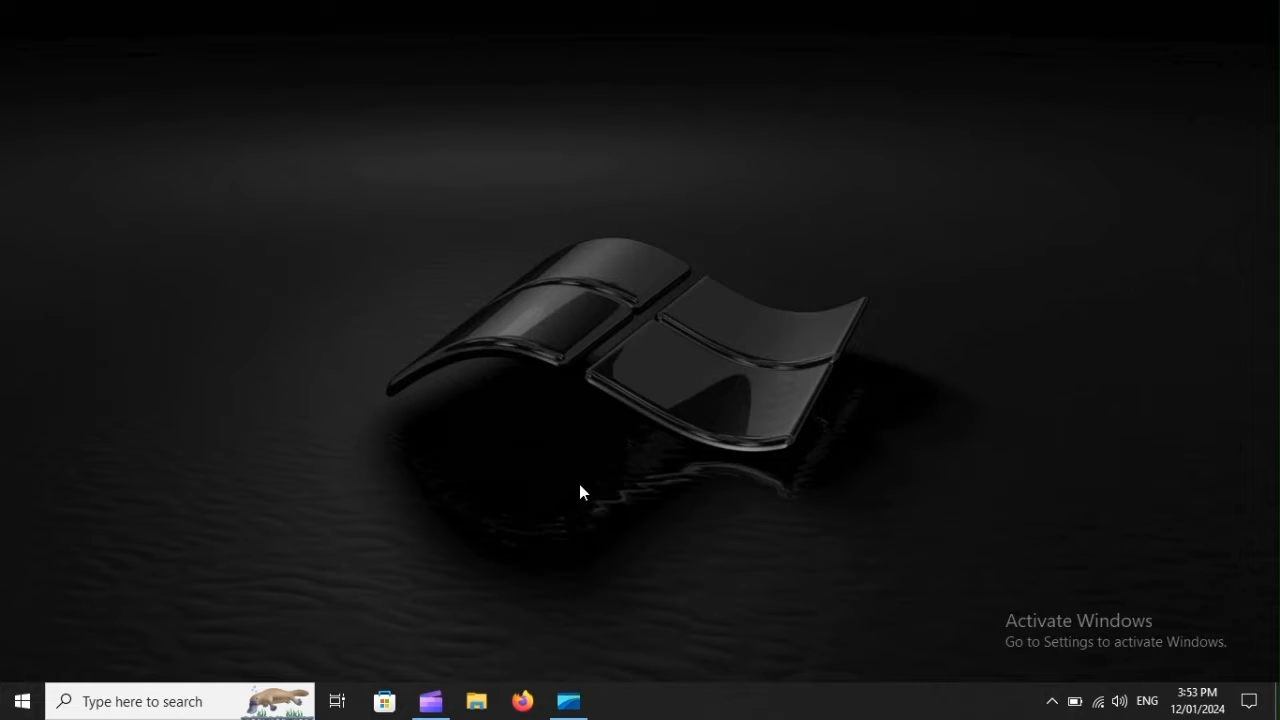 Activate Windows
Go to Settings to activate Windows.
Type here to search
ENG
3:53 PM
12/01/2024